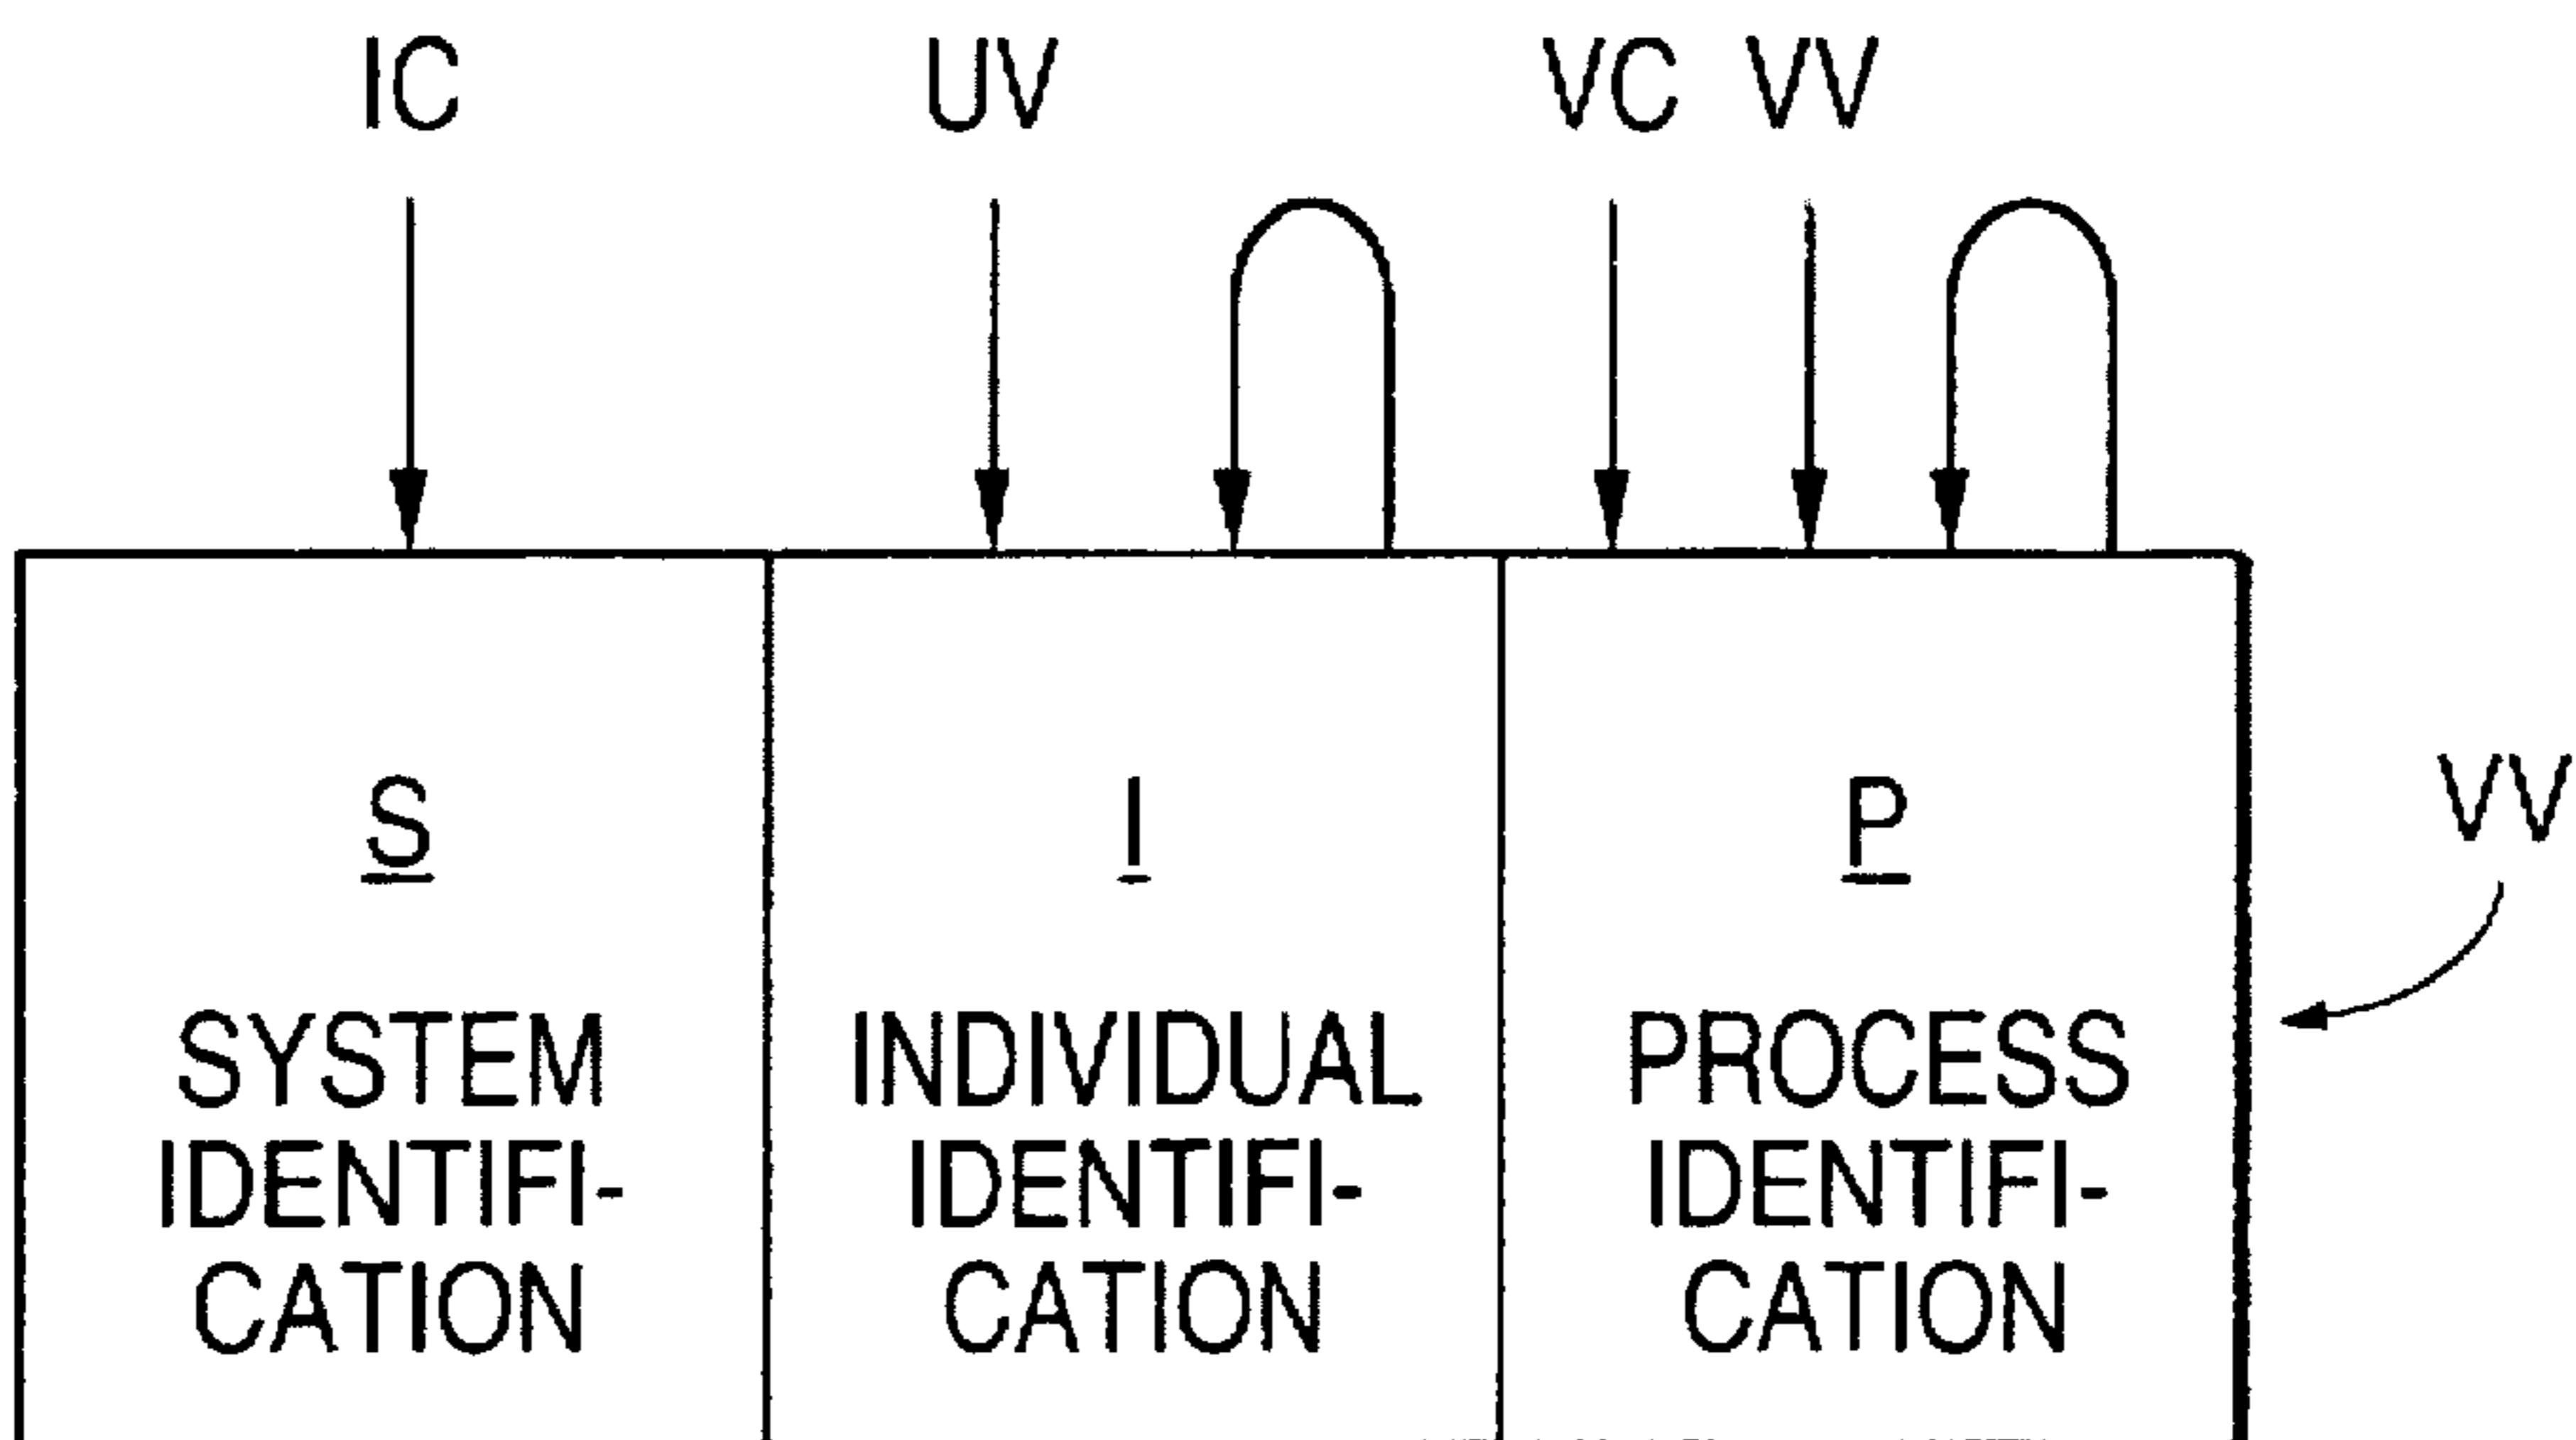 IC UV VC VV
S I P
VV
SYSTEM IDENTIFI-
CATION
INDIVIDUAL IDENTIFI-
CATION
PROCESS IDENTIFI-
CATION